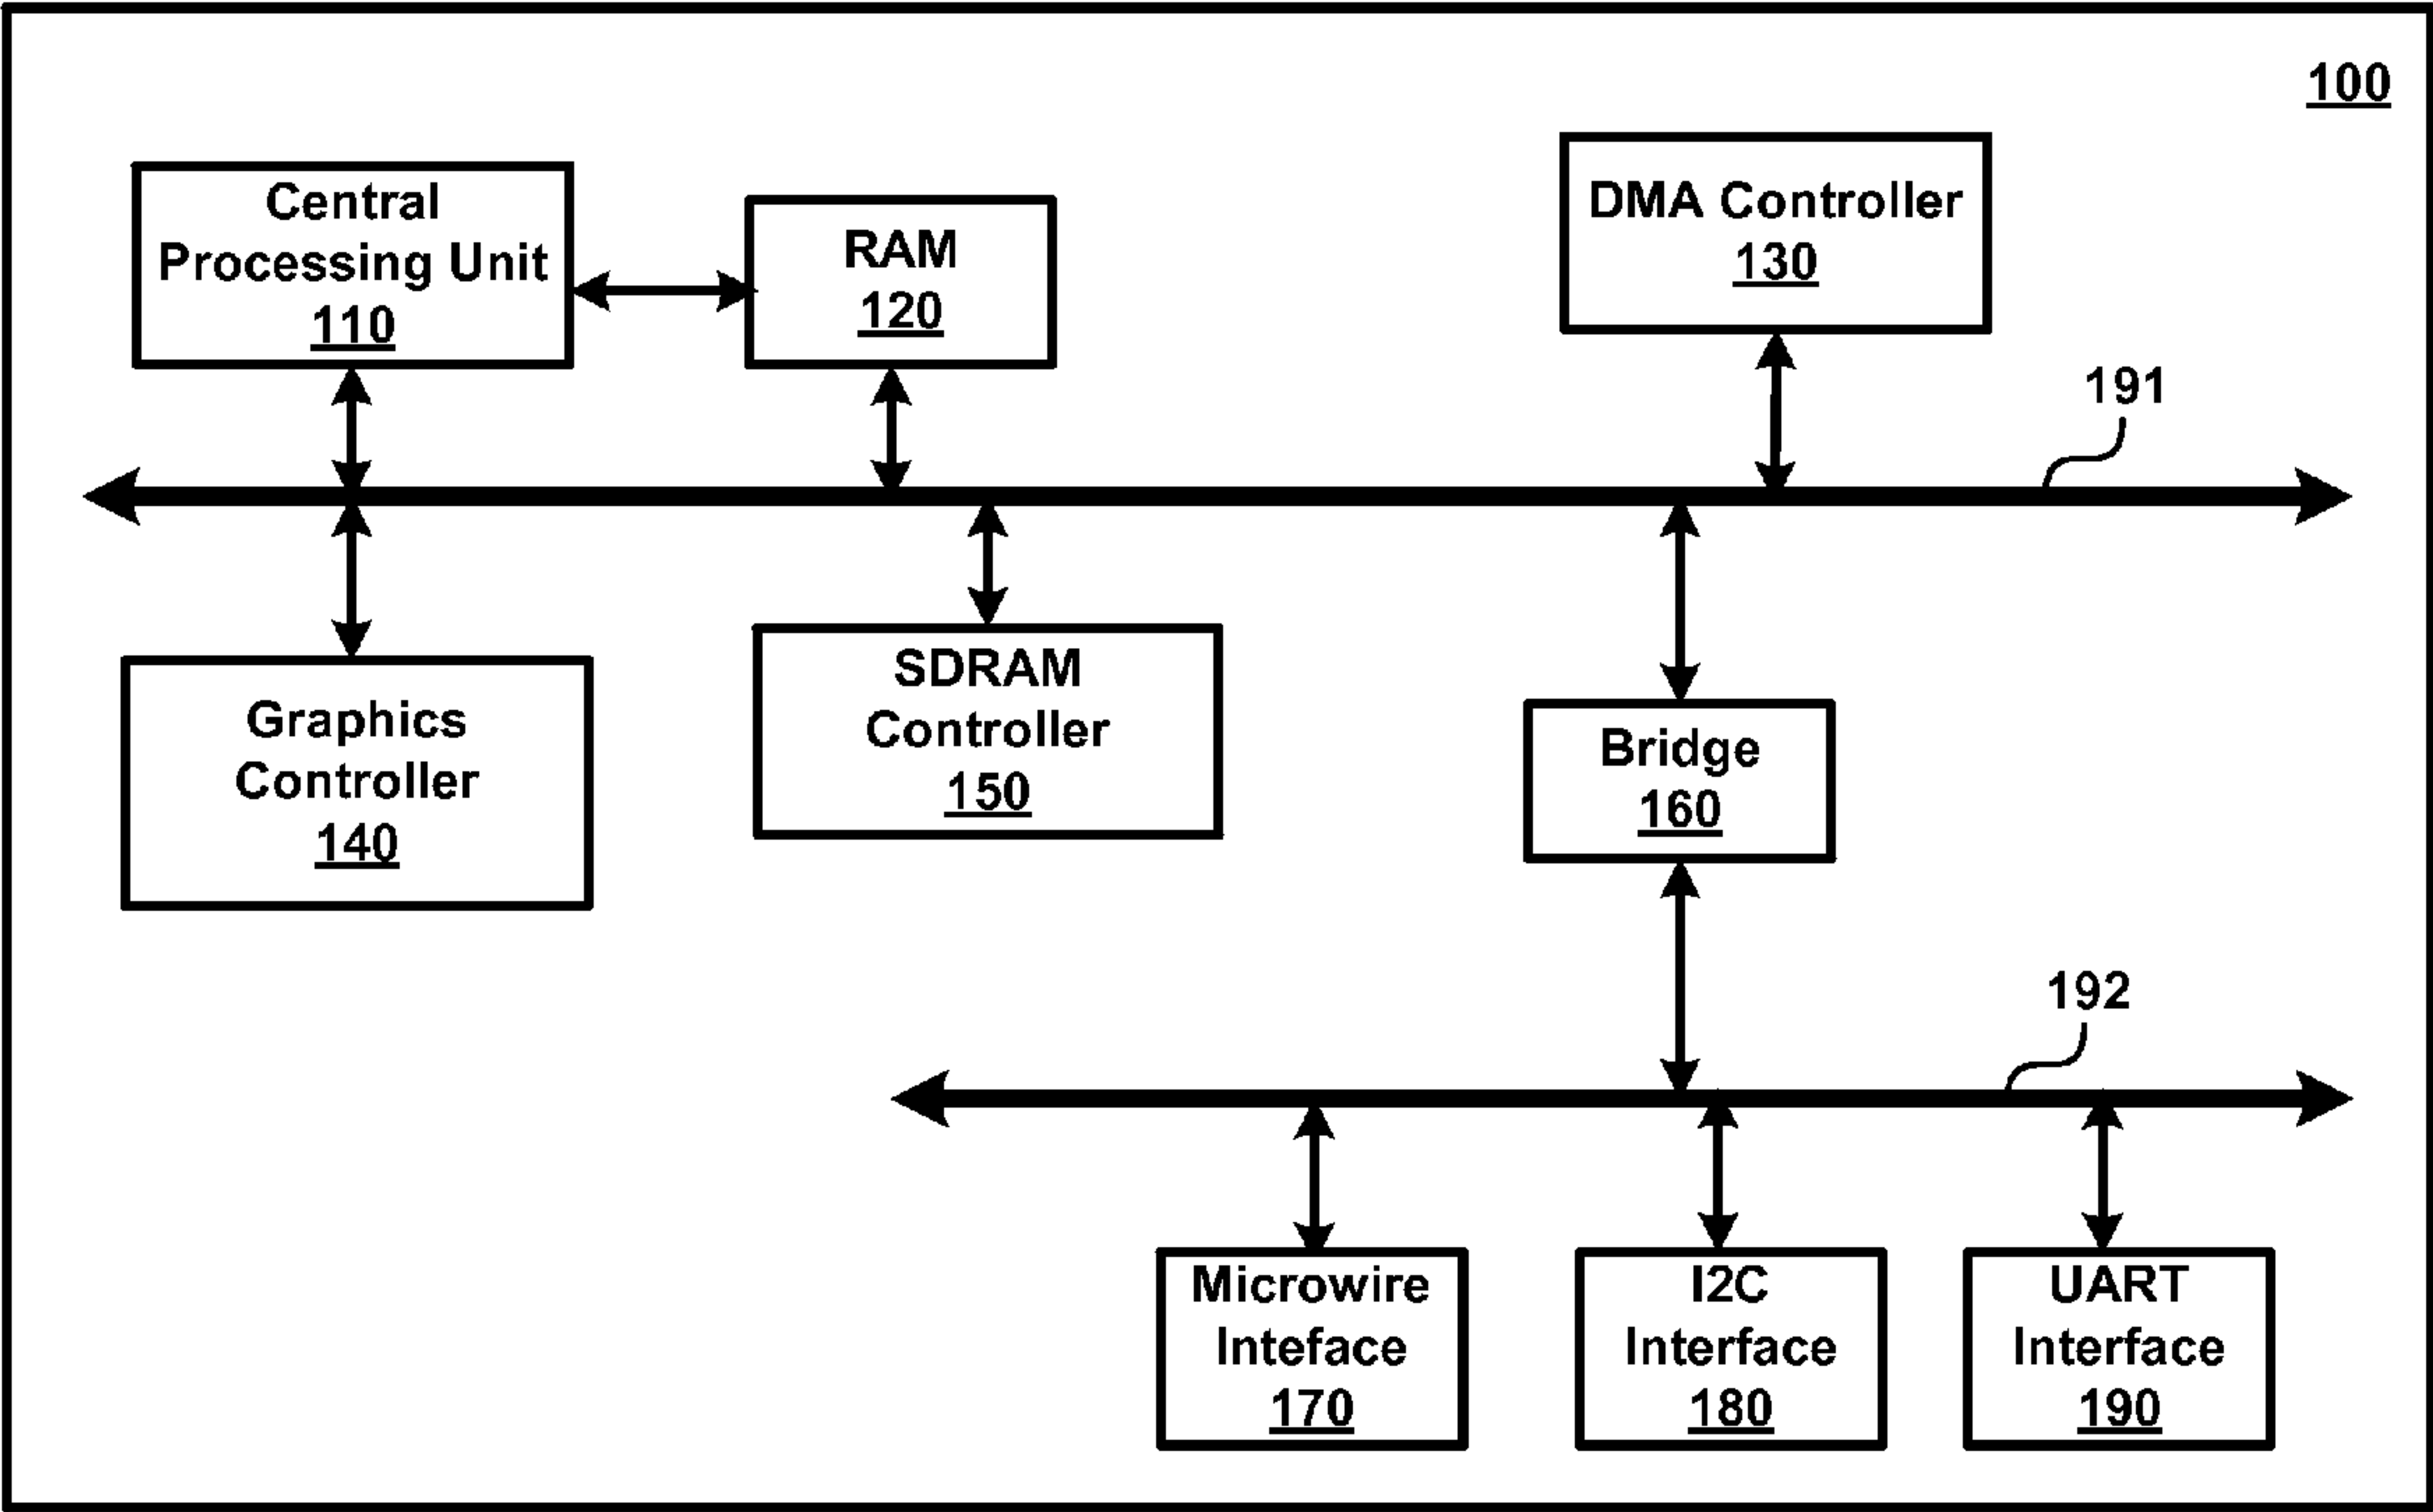 100
Central
Processing Unit
110
RAM
120
DMA Controller
130
191
Graphics
Controller
140
SDRAM
Controller
150
Bridge
160
192
Microwire
Inteface
170
I2C
Interface
180
UART
Interface
190